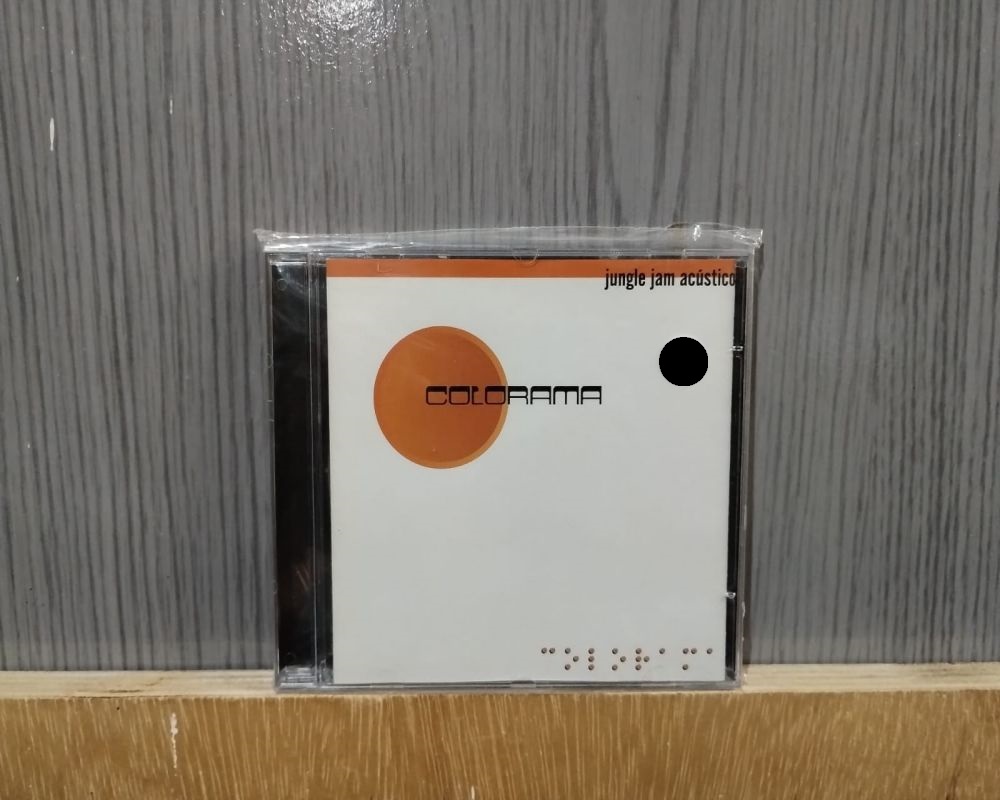 jungle jam acústico
COLORAMA
⠉⠕⠇⠕⠗⠁⠍⠁